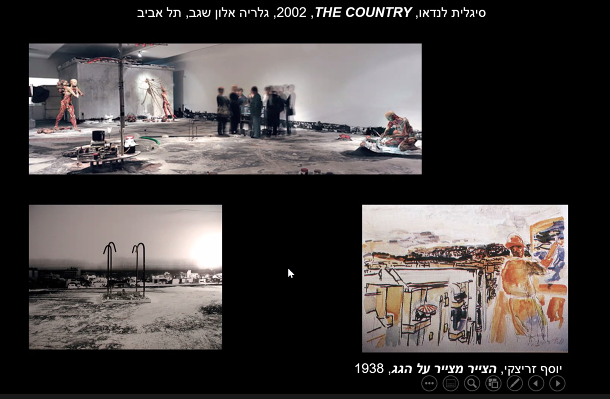 סיגלית לנדאו, THE COUNTRY, 2002, גלריה אלון שגב, תל אביב
יוסף זריצקי, הצייר מצייר על הגג, 1938